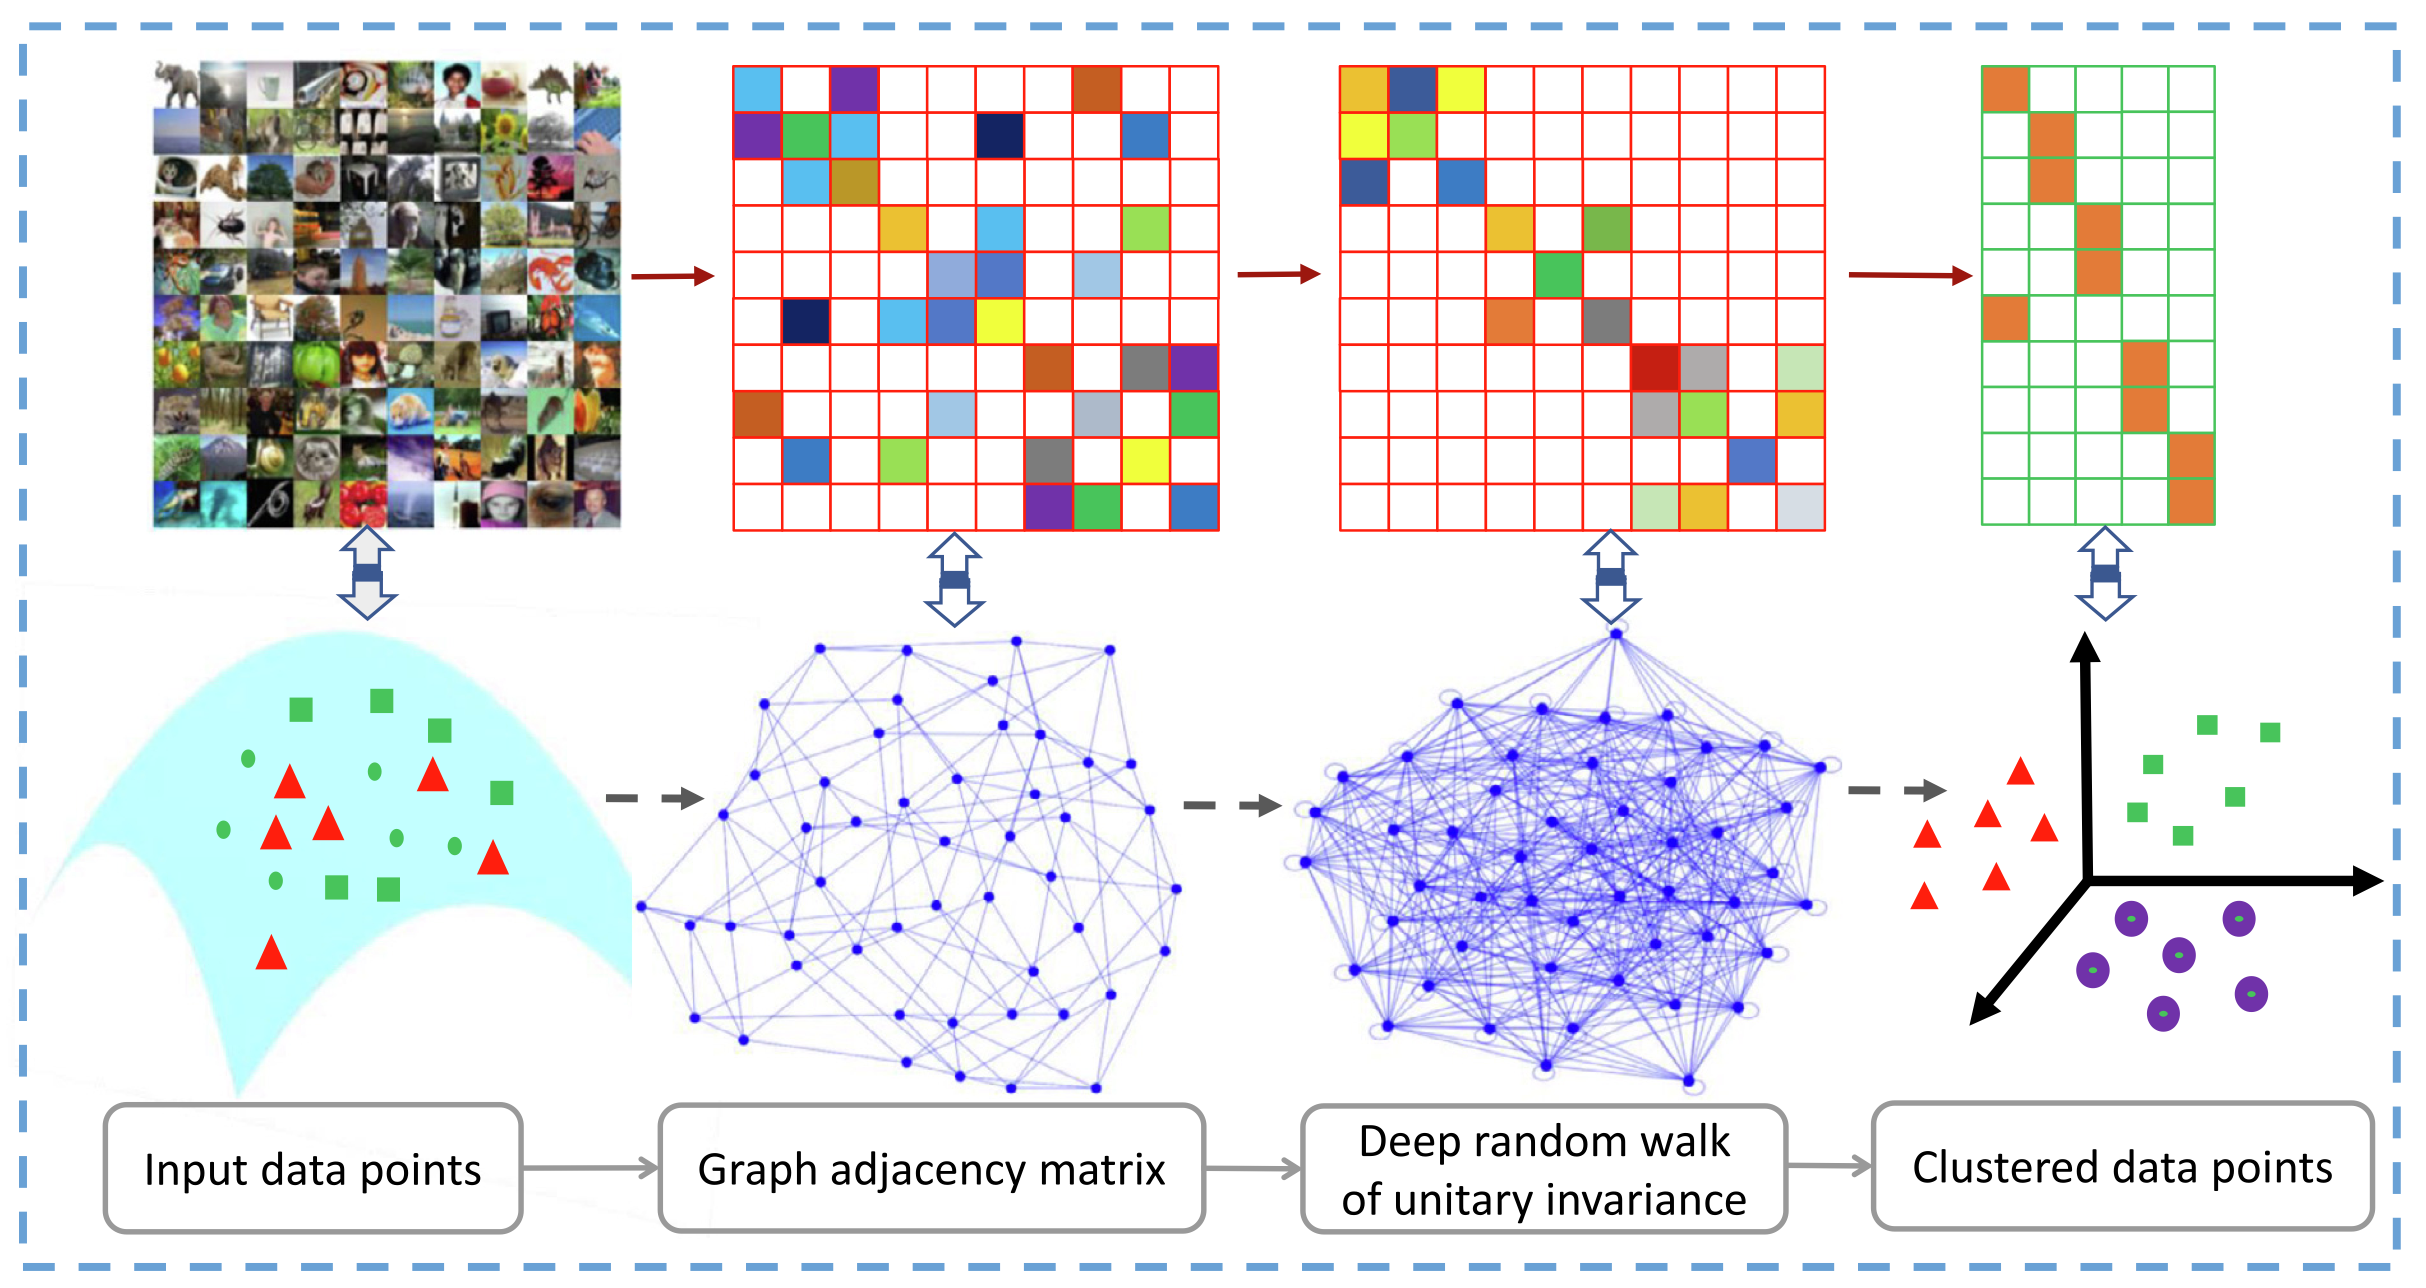 Input data points
Graph adjacency matrix
Deep random walk
of unitary invariance
Clustered data points